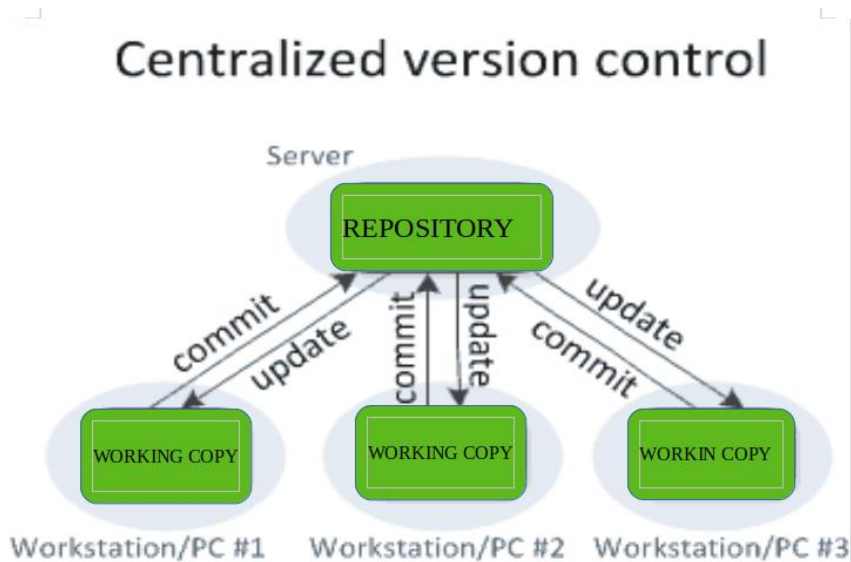 Centralized version control
Server
REPOSITORY
commit
update
commit
update
update
commit
WORKING COPY
WORKING COPY
WORKIN COPY
Workstation/PC #1
Workstation/PC #2
Workstation/PC #3